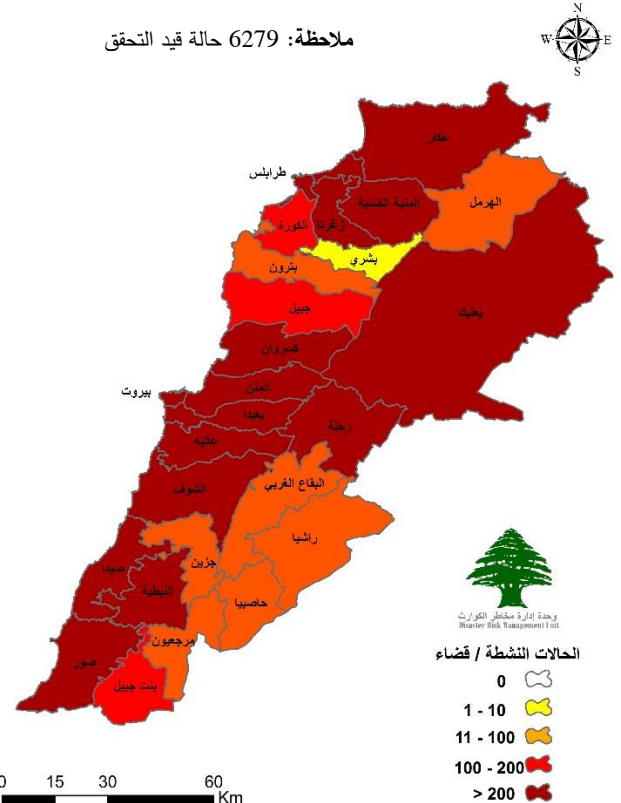 ملاحظة: 6279 حالة قيد التحقق
N
W E
S
عكار
طرابلس
المنية الضنية
الهرمل
زغرتا
الكورة
بشري
بترون
بعلبك
جبيل
كسروان
المتن
بيروت
بعبدا
زحلة
عاليه
البقاع الغربي
الشوف
راشيا
جزين
صيدا
النبطية
حاصبيا
مرجعيون
صور
بنت جبيل
وحدة إدارة مخاطر الكوارث
Disaster Risk Management Unit
الحالات النشطة / قضاء
0
1 - 10
11 - 100
100 - 200
> 200
0 15 30 60
Km